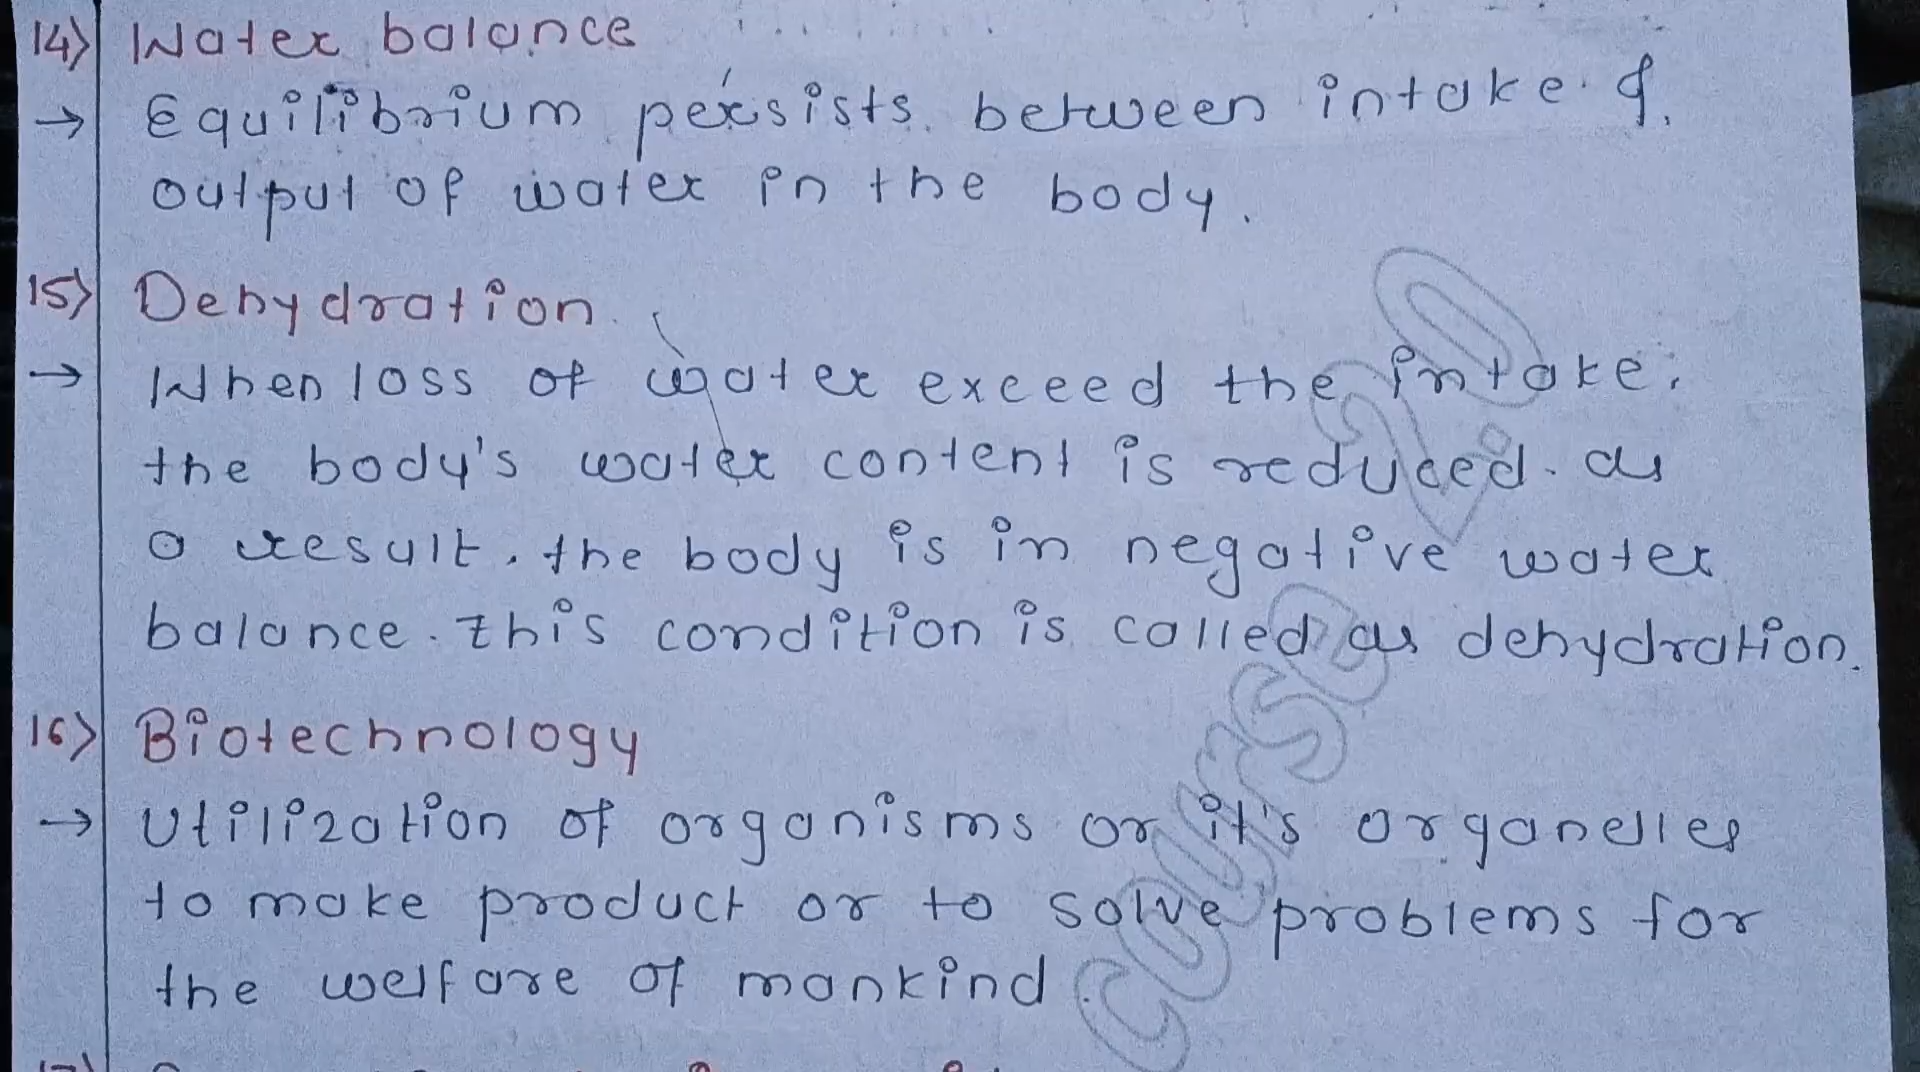 14) Water balance
→ Equilibrium persists between intake &
output of water in the body.
15) Dehydration
→ When loss of water exceed the intake,
the body's water content is reduced. as
a result, the body is in negative water
balance. this condition is called as dehydration.
16) Biotechnology
→ Utilization of organisms or it's organelles
to make product or to solve problems for
the welfare of mankind.